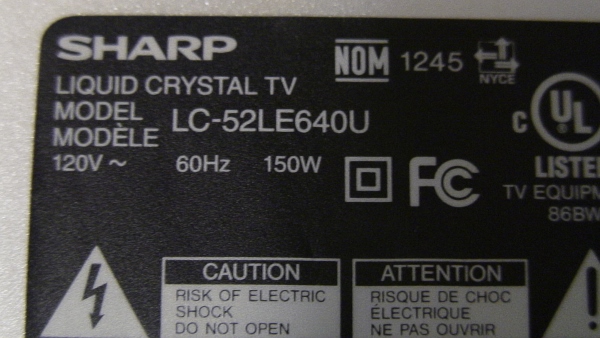 SHARP
NOM 1245 NYCE
LIQUID CRYSTAL TV
MODEL
MODÈLE LC-52LE640U
C UL
120V ~ 60Hz 150W
FC
LISTE
TV EQUIPM
86BW
CAUTION
RISK OF ELECTRIC
SHOCK
DO NOT OPEN
ATTENTION
RISQUE DE CHOC
ÉLECTRIQUE
NE PAS OUVRIR